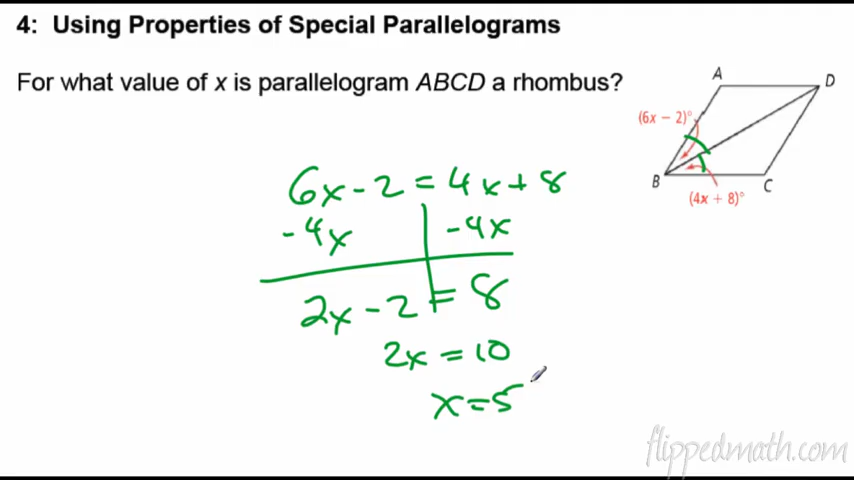 4: Using Properties of Special Parallelograms
For what value of x is parallelogram ABCD a rhombus?
A
D
(6x − 2)°
B
C
(4x + 8)°
6x - 2 = 4x + 8
- 4x - 4x
2x - 2 = 8
2x = 10
x = 5
flippedmath.com